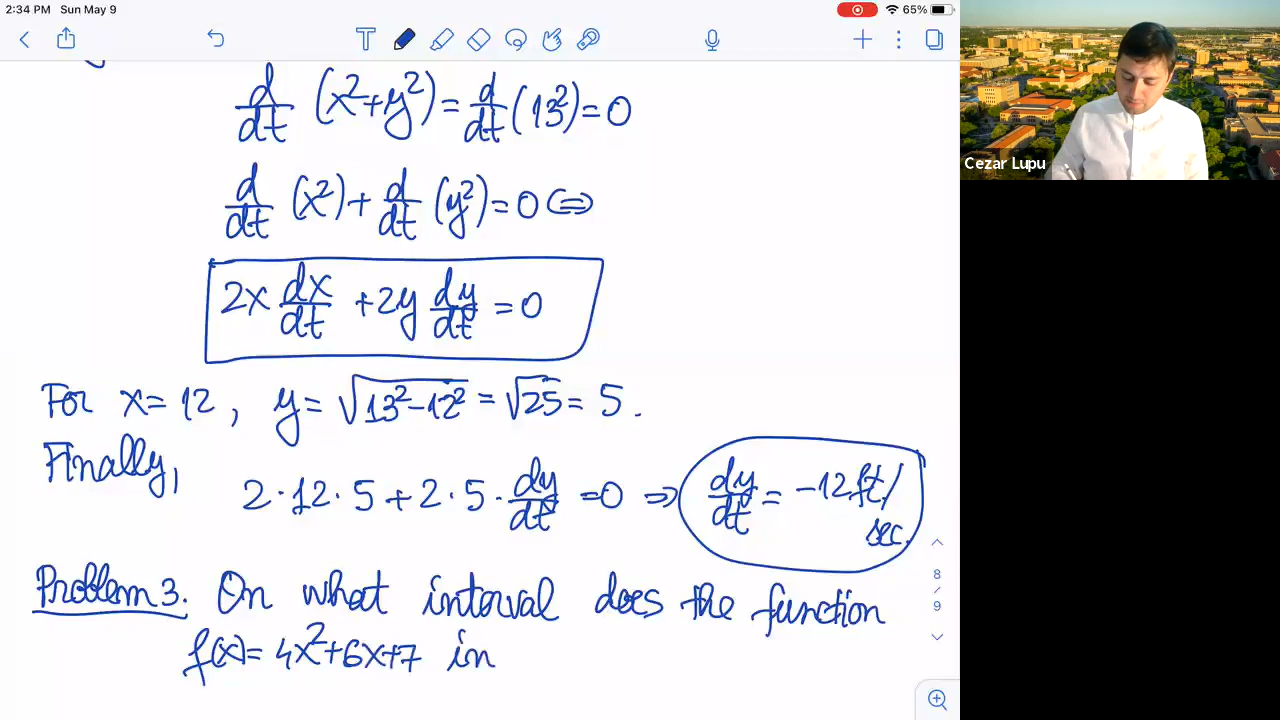 2:34 PM Sun May 9
65%
d/dt (x²+y²) = d/dt (13²) = 0
d/dt (x²) + d/dt (y²) = 0 ⇔
2x dx/dt + 2y dy/dt = 0
For x = 12, y = √(13²-12²) = √25 = 5.
Finally,
2·12·5 + 2·5·dy/dt = 0 ⇒ dy/dt = -12 ft/
sec.
8
/
9
Problem 3. On what interval does the function
f(x) = 4x²+6x+7 in
Cezar Lupu